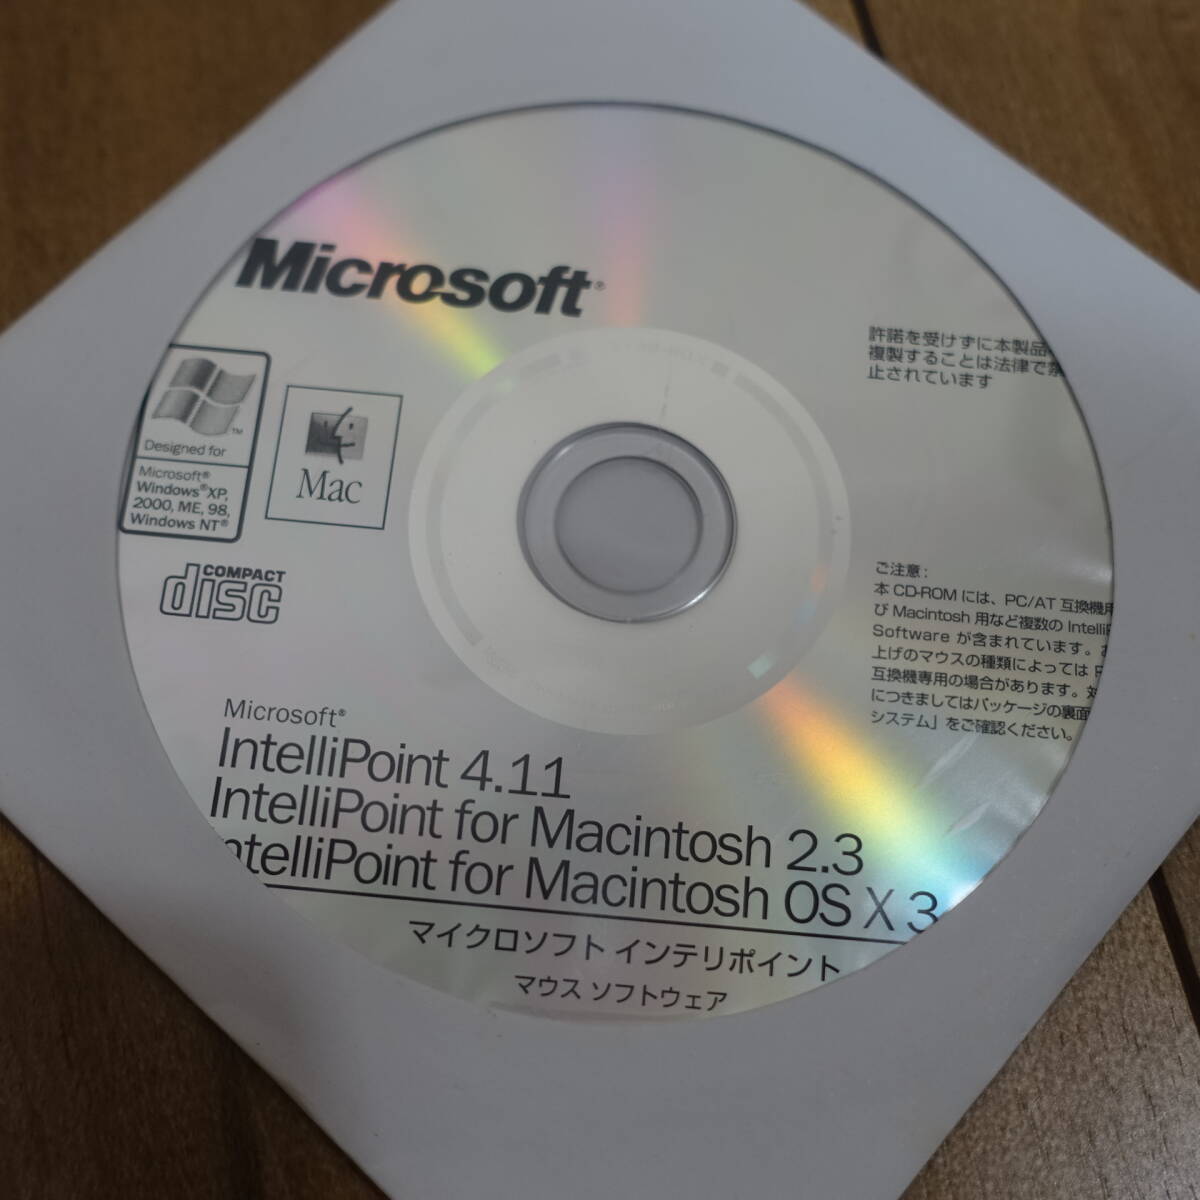 Microsoft®
Designed for
Microsoft®
Windows®XP,
2000, ME, 98,
Windows NT®
Mac
COMPACT
disc
許諾を受けずに本製品
複製することは法律で禁
止されています
ご注意:
本 CD-ROM には、PC/AT 互換機用
び Macintosh 用など複数の IntelliP
Software が含まれています。お
上げのマウスの種類によっては P
互換機専用の場合があります。対
につきましてはパッケージの裏面
システム」をご確認ください。
Microsoft®
IntelliPoint 4.11
IntelliPoint for Macintosh 2.3
ntelliPoint for Macintosh OS X 3
マイクロソフト インテリポイント
マウス ソフトウェア